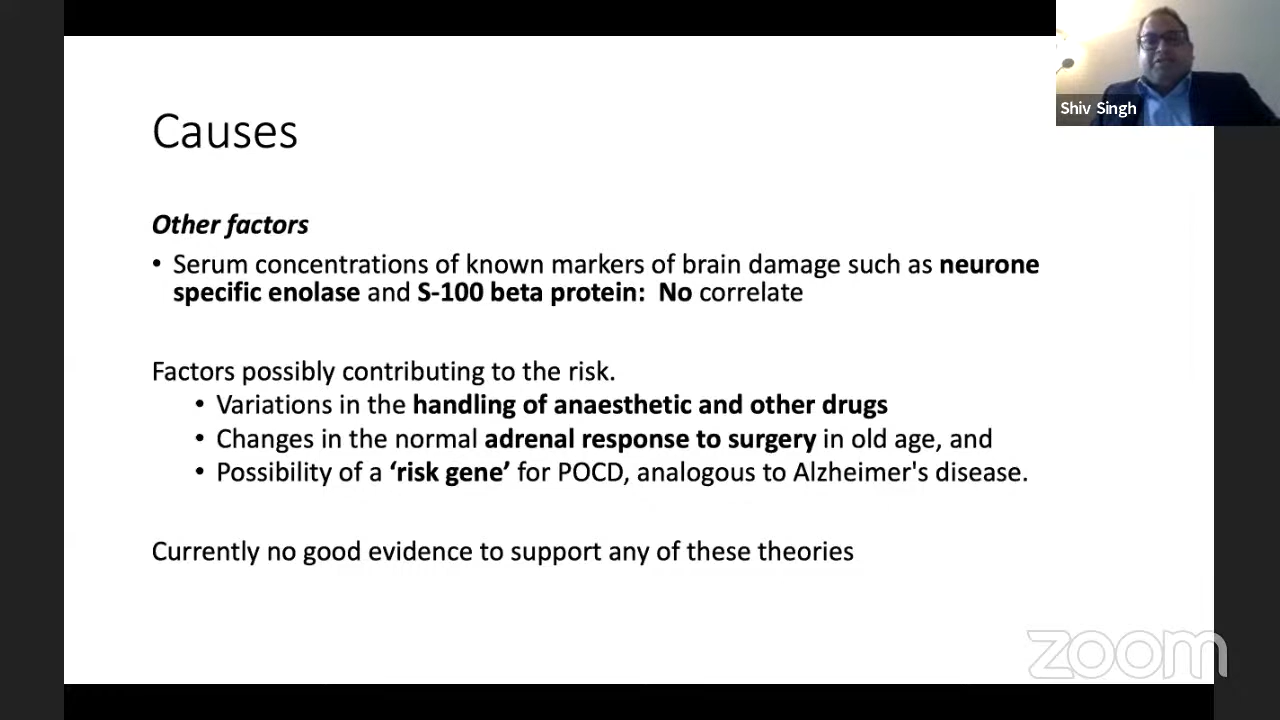 Shiv Singh
Causes
Other factors
• Serum concentrations of known markers of brain damage such as neurone
specific enolase and S-100 beta protein: No correlate
Factors possibly contributing to the risk.
• Variations in the handling of anaesthetic and other drugs
• Changes in the normal adrenal response to surgery in old age, and
• Possibility of a ‘risk gene’ for POCD, analogous to Alzheimer's disease.
Currently no good evidence to support any of these theories
zoom